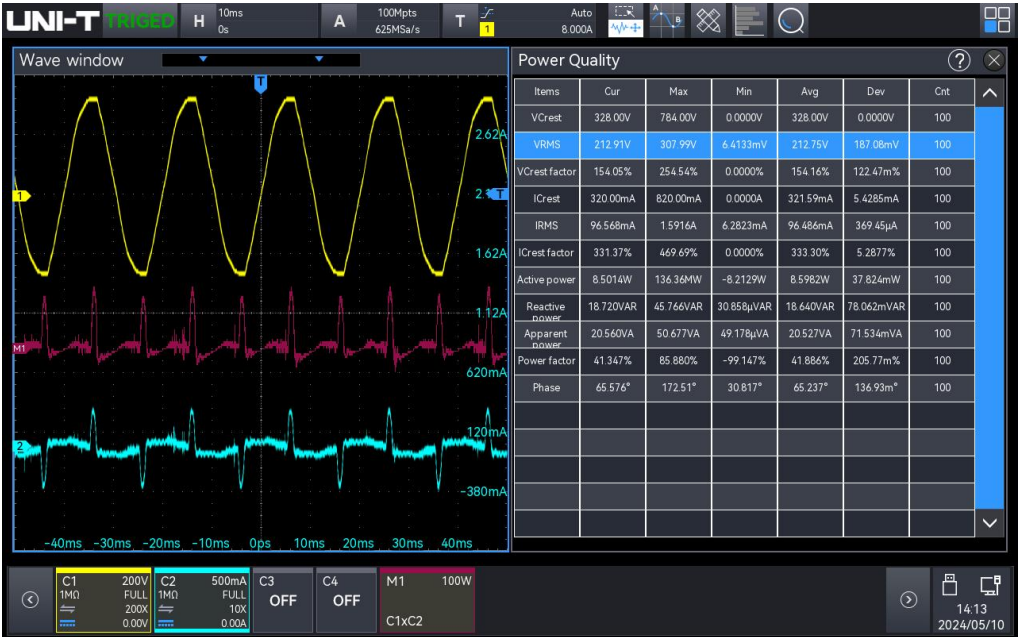 UNI-T TRIGED H 10ms 0s A 100Mpts 625MSa/s T 1 Auto 8.000A A B
Wave window
T
2.62A
1 2.1 T
1.62A
1.12A
M1
620mA
2 120mA
-380mA
-40ms -30ms -20ms -10ms 0ps 10ms 20ms 30ms 40ms
Power Quality ?
Items Cur Max Min Avg Dev Cnt
VCrest 328.00V 784.00V 0.0000V 328.00V 0.0000V 100
VRMS 212.91V 307.99V 6.4133mV 212.75V 187.08mV 100
VCrest factor 154.05% 254.54% 0.0000% 154.16% 122.47m% 100
ICrest 320.00mA 820.00mA 0.0000A 321.59mA 5.4285mA 100
IRMS 96.568mA 1.5916A 6.2823mA 96.486mA 369.45μA 100
ICrest factor 331.37% 469.69% 0.0000% 333.30% 5.2877% 100
Active power 8.5014W 136.36MW -8.2129W 8.5982W 37.824mW 100
Reactive power 18.720VAR 45.766VAR 30.858μVAR 18.640VAR 78.062mVAR 100
Apparent power 20.560VA 50.677VA 49.178μVA 20.527VA 71.534mVA 100
Power factor 41.347% 85.880% -99.147% 41.886% 205.77m% 100
Phase 65.576° 172.51° 30.817° 65.237° 136.93m° 100
C1 200V
1MΩ FULL
200X
0.00V
C2 500mA
1MΩ FULL
10X
0.00A
C3
OFF
C4
OFF
M1 100W
C1xC2
14:13
2024/05/10